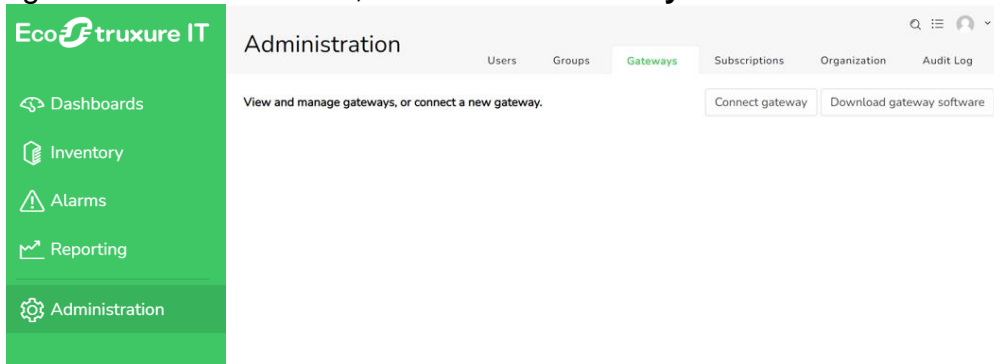 EcoStruxure IT
Administration
Users Groups Gateways Subscriptions Organization Audit Log
Dashboards
View and manage gateways, or connect a new gateway.
Connect gateway Download gateway software
Inventory
Alarms
Reporting
Administration